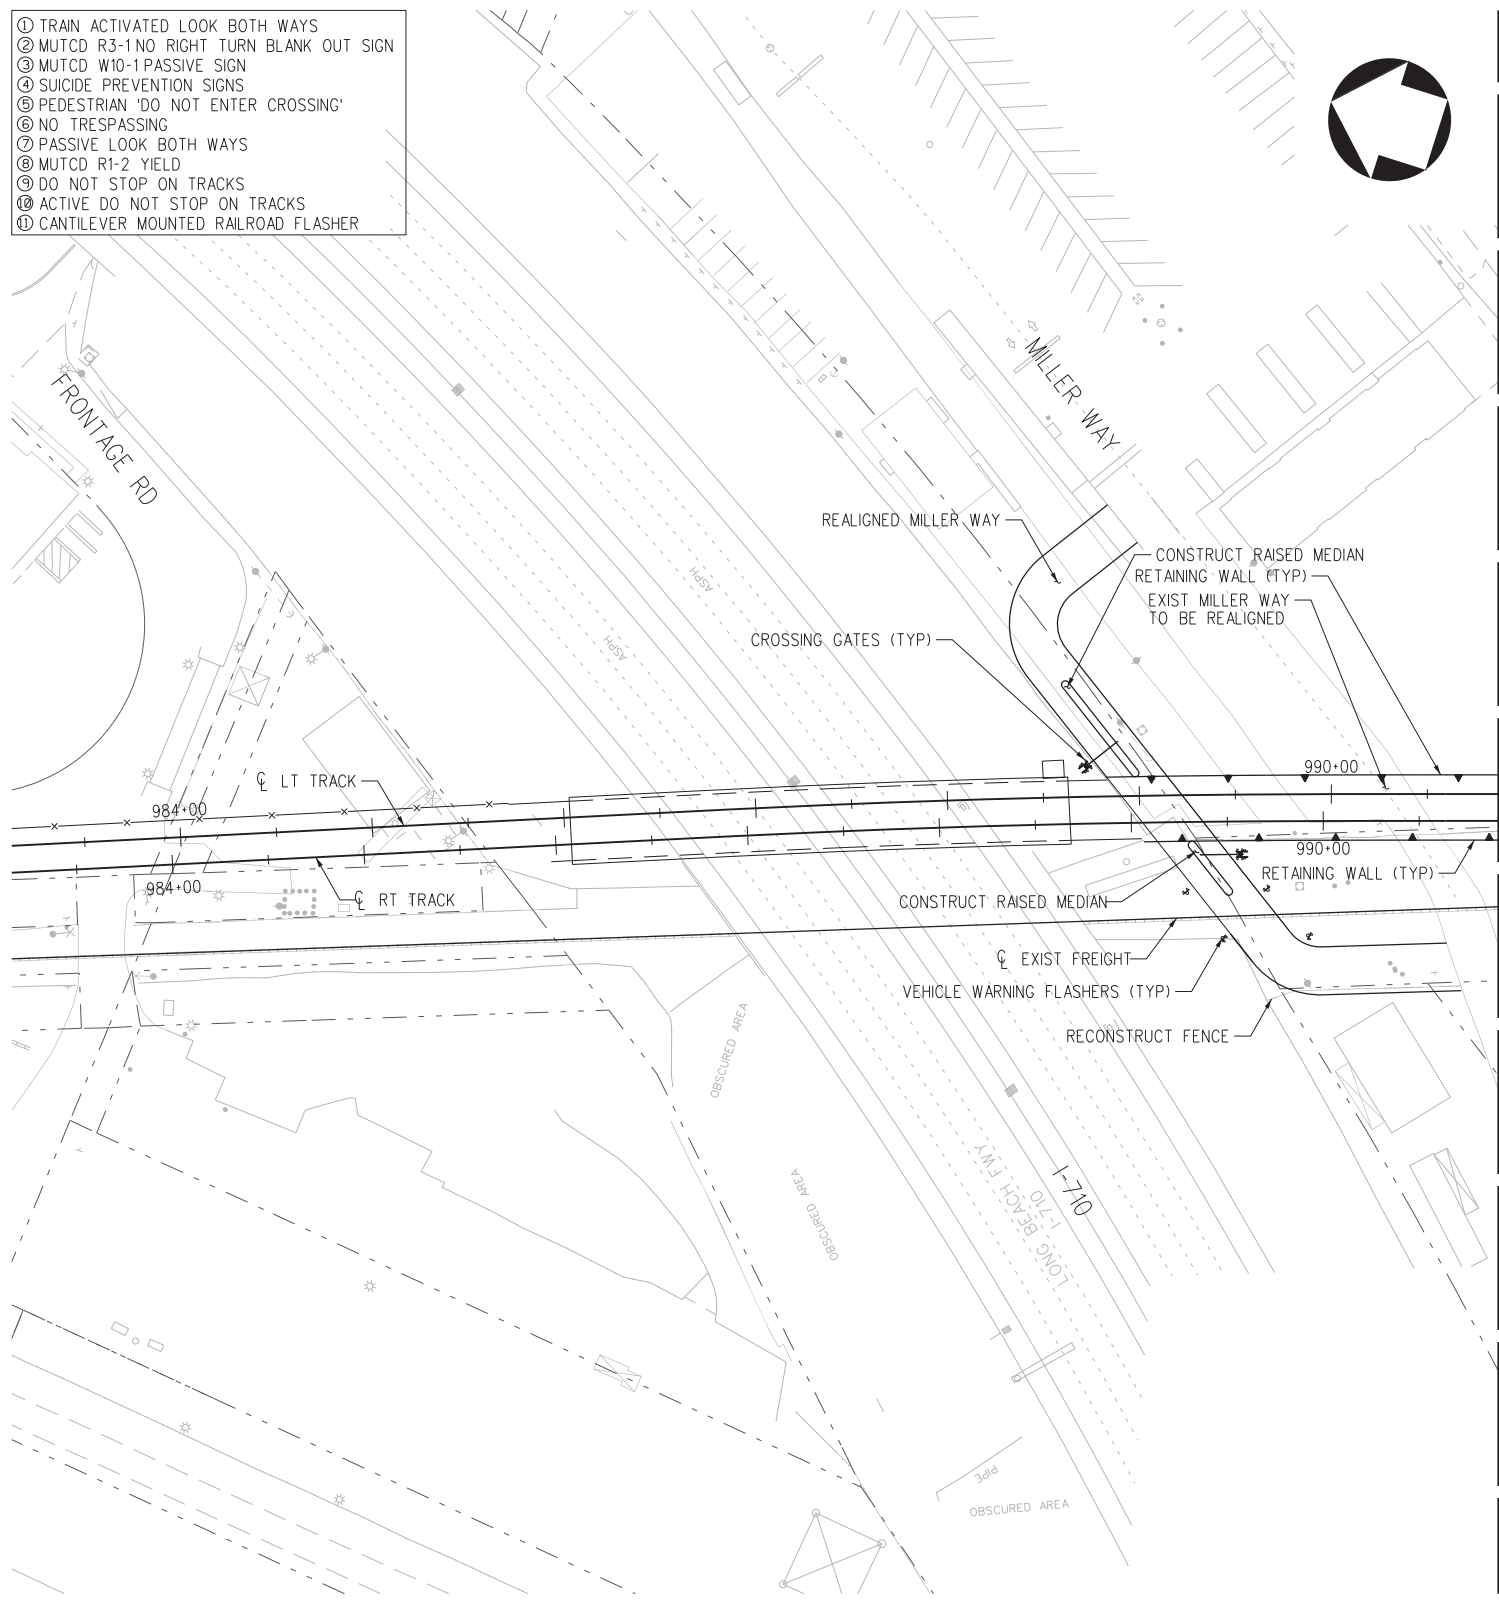 ① TRAIN ACTIVATED LOOK BOTH WAYS
② MUTCD R3-1 NO RIGHT TURN BLANK OUT SIGN
③ MUTCD W10-1 PASSIVE SIGN
④ SUICIDE PREVENTION SIGNS
⑤ PEDESTRIAN 'DO NOT ENTER CROSSING'
⑥ NO TRESPASSING
⑦ PASSIVE LOOK BOTH WAYS
⑧ MUTCD R1-2 YIELD
⑨ DO NOT STOP ON TRACKS
⑩ ACTIVE DO NOT STOP ON TRACKS
⑪ CANTILEVER MOUNTED RAILROAD FLASHER
FRONTAGE RD
MILLER WAY
REALIGNED MILLER WAY
CONSTRUCT RAISED MEDIAN
RETAINING WALL (TYP)
EXIST MILLER WAY
TO BE REALIGNED
ASPH
ASPH
CROSSING GATES (TYP)
℄ LT TRACK
984+00
990+00
984+00
℄ RT TRACK
990+00
RETAINING WALL (TYP)
CONSTRUCT RAISED MEDIAN
℄ EXIST FREIGHT
VEHICLE WARNING FLASHERS (TYP)
RECONSTRUCT FENCE
OBSCURED AREA
OBSCURED AREA
I-710
LONG BEACH FWY
I-710
PIPE
OBSCURED AREA